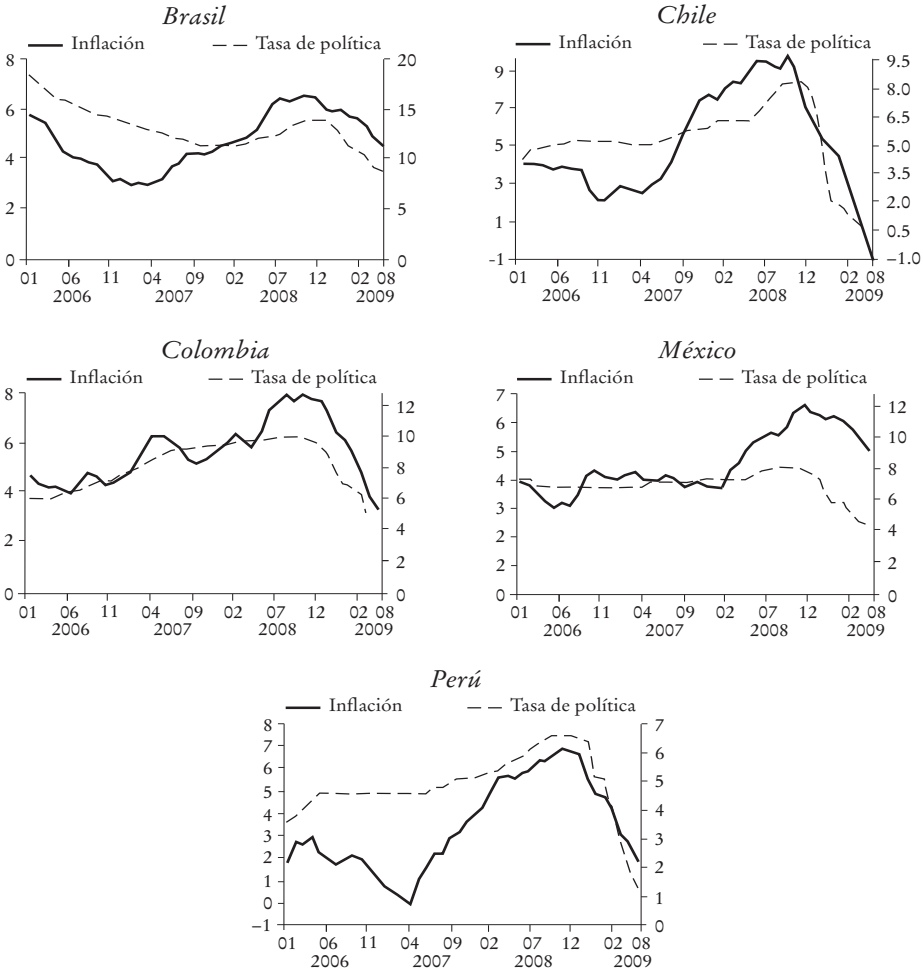 Brasil
Inflación Tasa de política
8 20
6 15
4 10
2 5
0 0
01 06 11 04 09 02 07 12 02 08
2006 2007 2008 2009
Chile
Inflación Tasa de política
9 9.5
7 8.0
5 6.5
3 5.0
1 3.5
-1 2.0
0.5
−1.0
01 06 11 04 09 02 07 12 02 08
2006 2007 2008 2009
Colombia
Inflación Tasa de política
8 12
6 10
4 8
2 6
0 4
2
0
01 06 11 04 09 02 07 12 02 08
2006 2007 2008 2009
México
Inflación Tasa de política
7 12
6 10
5 8
4 6
3 4
2 2
2 0
0
01 06 11 04 09 02 07 12 02 08
2006 2007 2008 2009
Perú
Inflación Tasa de política
8 7
7 6
6 5
5 4
4 3
3 2
2 1
1 0
0
−1
01 06 11 04 09 02 07 12 02 08
2006 2007 2008 2009